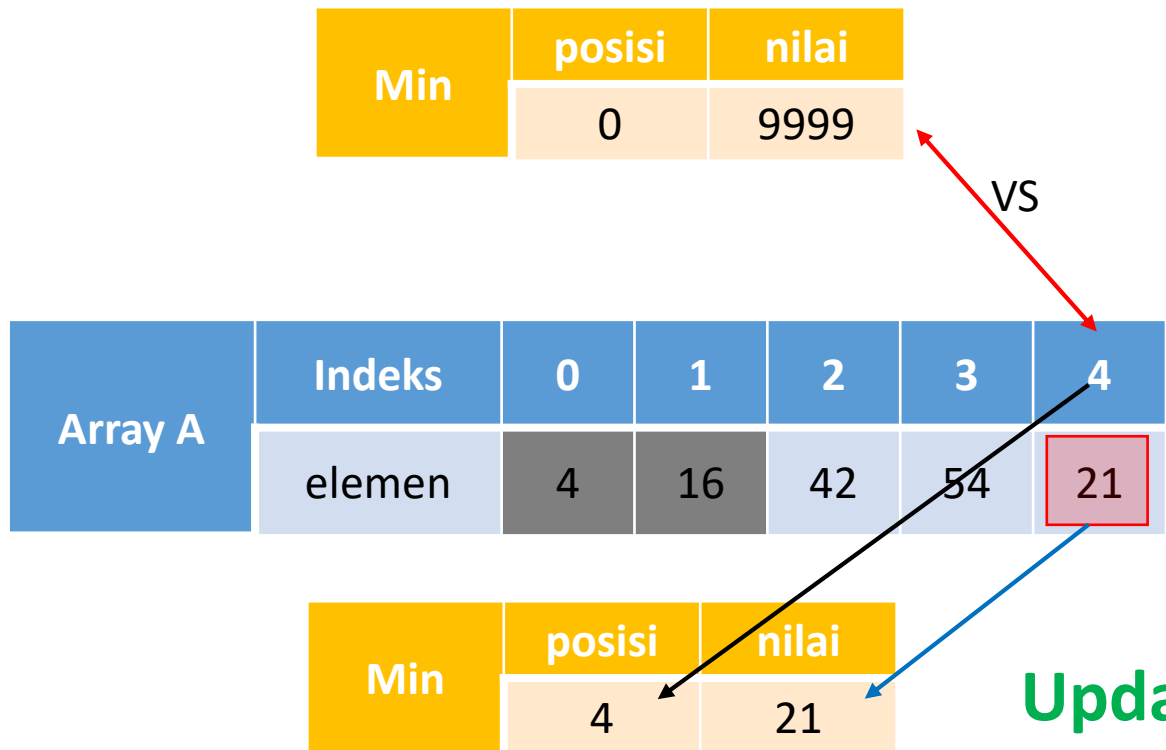 Min posisi nilai
0 9999
VS
Array A Indeks 0 1 2 3 4
elemen 4 16 42 54 21
Min posisi nilai
4 21
Upda